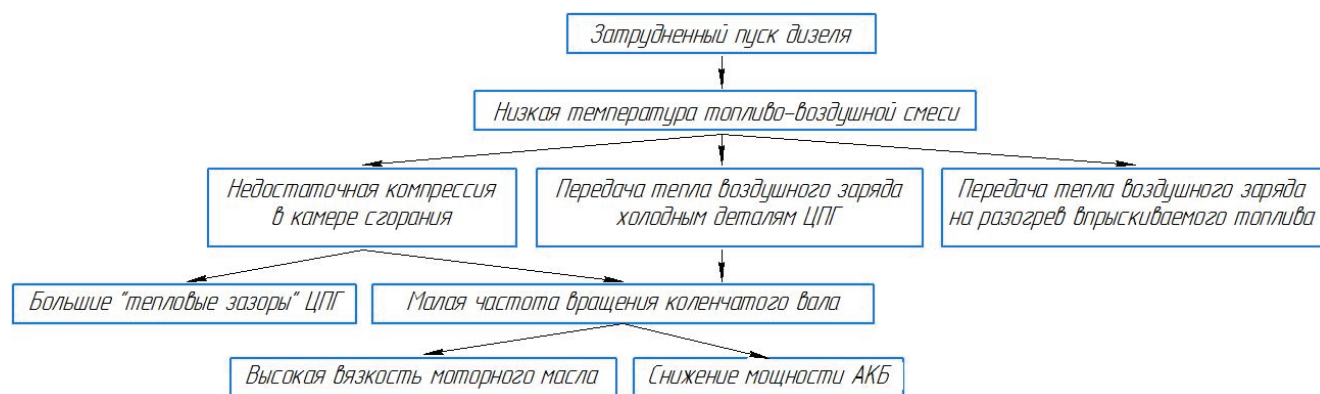 Затрудненный пуск дизеля
Низкая температура топливо-воздушной смеси
Недостаточная компрессия
в камере сгорания
Передача тепла воздушного заряда
холодным деталям ЦПГ
Передача тепла воздушного заряда
на разогрев впрыскиваемого топлива
Большие "тепловые зазоры" ЦПГ
Малая частота вращения коленчатого вала
Высокая вязкость моторного масла
Снижение мощности АКБ